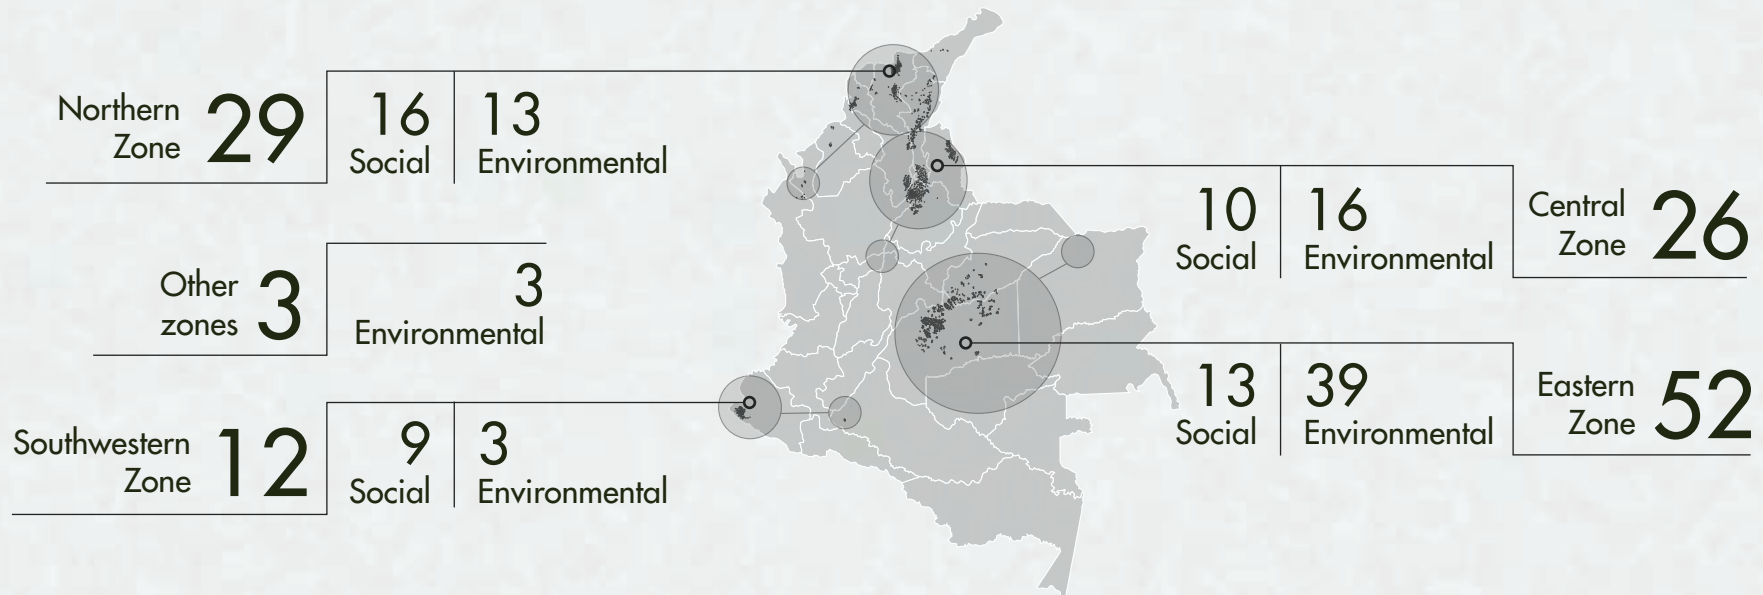 Northern
Zone
29
16
Social
13
Environmental
Other
zones
3
3
Environmental
Southwestern
Zone
12
9
Social
3
Environmental
10
Social
16
Environmental
Central
Zone
26
13
Social
39
Environmental
Eastern
Zone
52